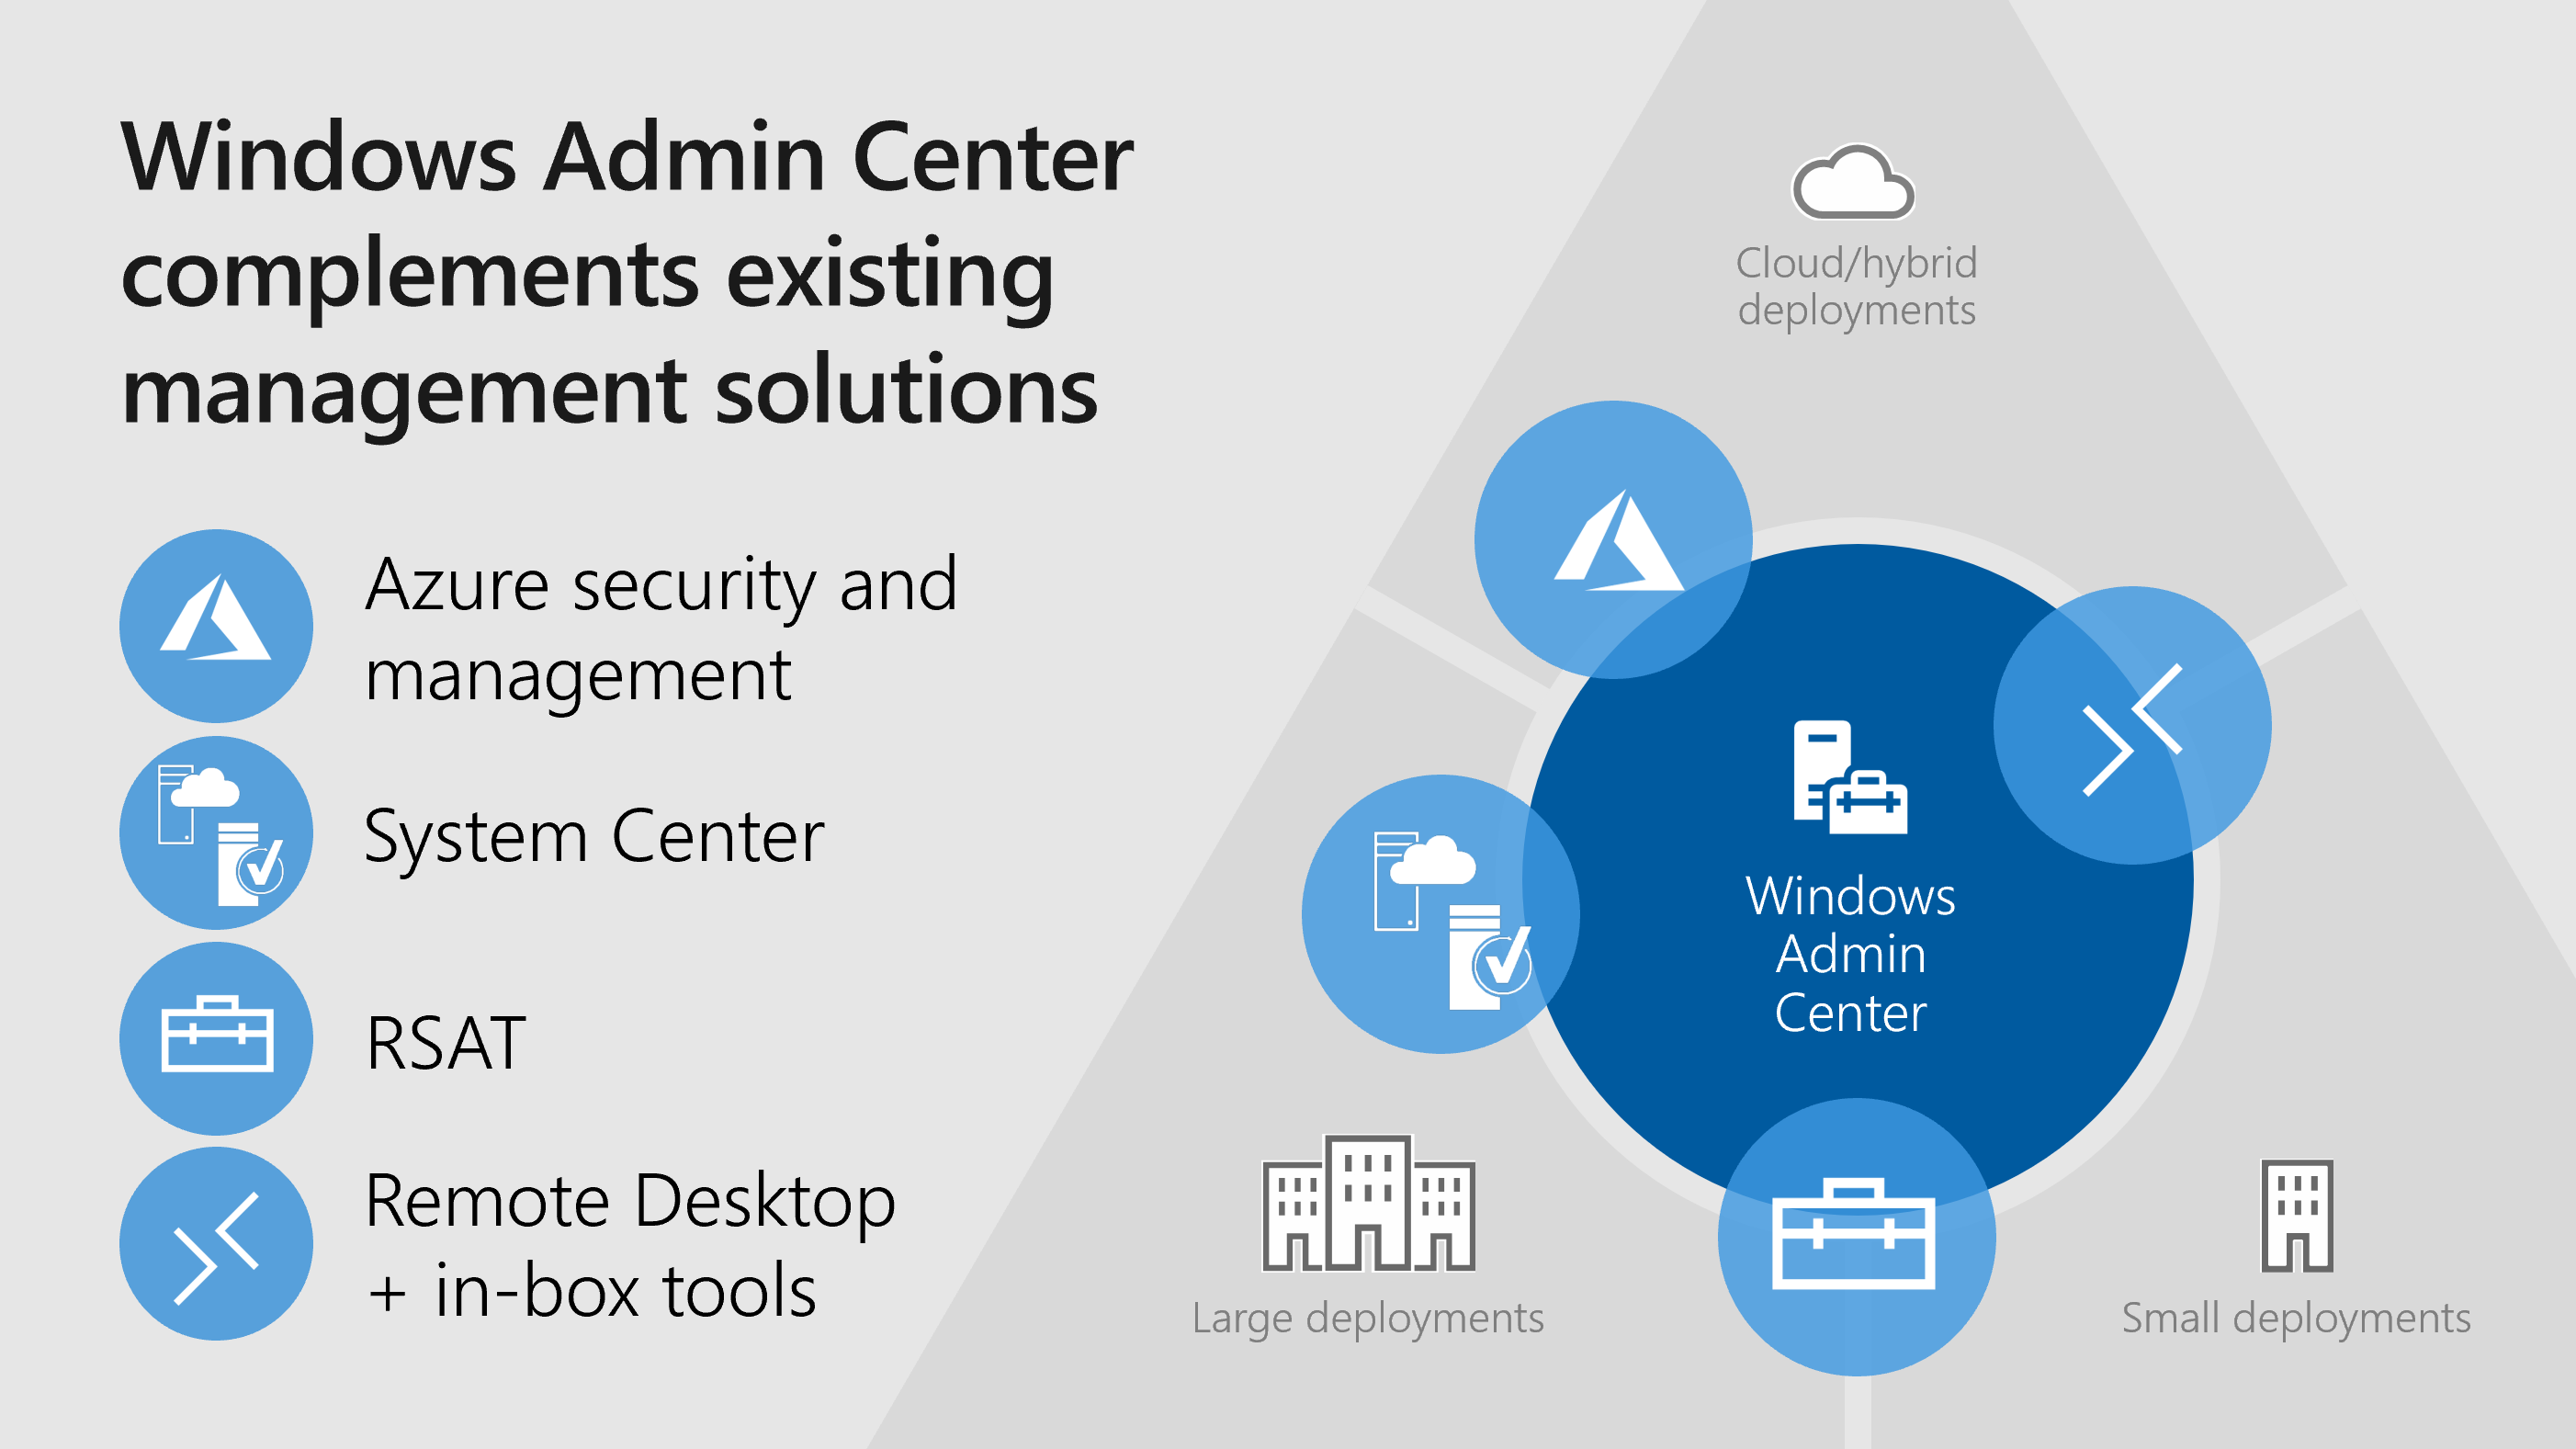 Windows Admin Center
complements existing
management solutions
Azure security and
management
System Center
RSAT
Remote Desktop
+ in-box tools
Cloud/hybrid
deployments
Windows
Admin
Center
Large deployments
Small deployments